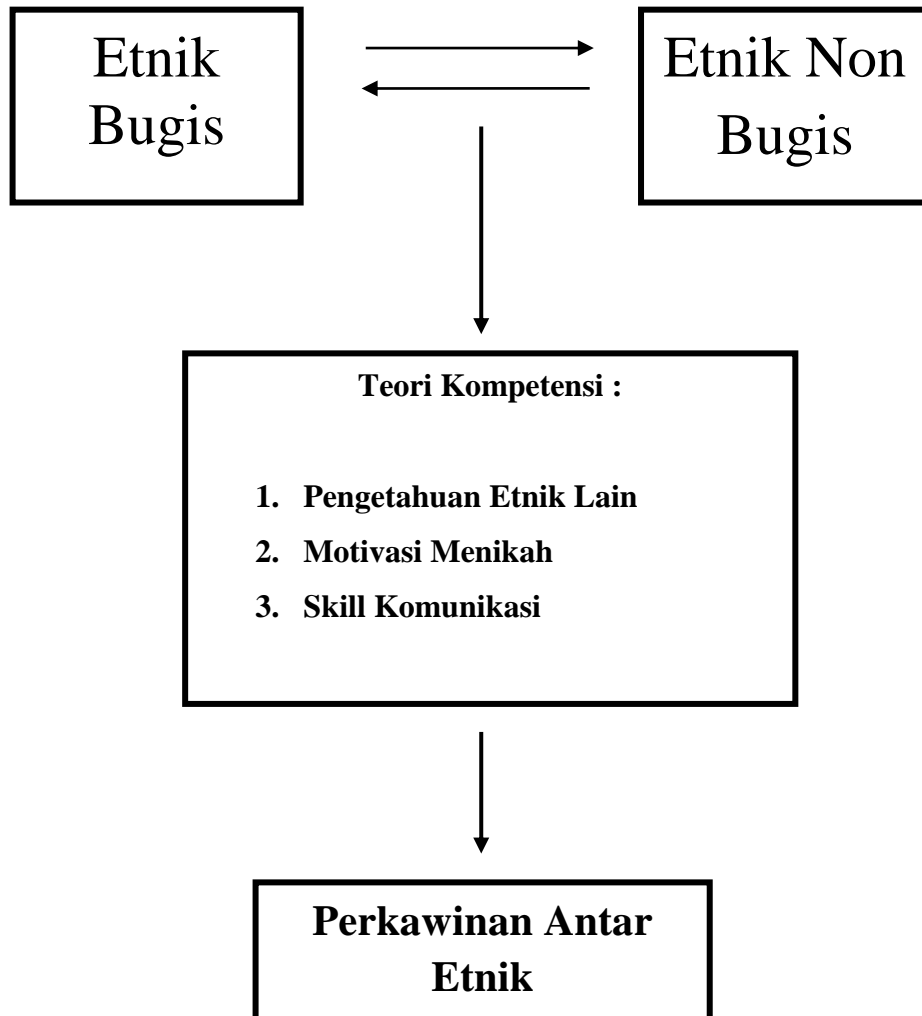 Etnik
Bugis
Etnik Non
Bugis
Teori Kompetensi :
1. Pengetahuan Etnik Lain
2. Motivasi Menikah
3. Skill Komunikasi
Perkawinan Antar
Etnik